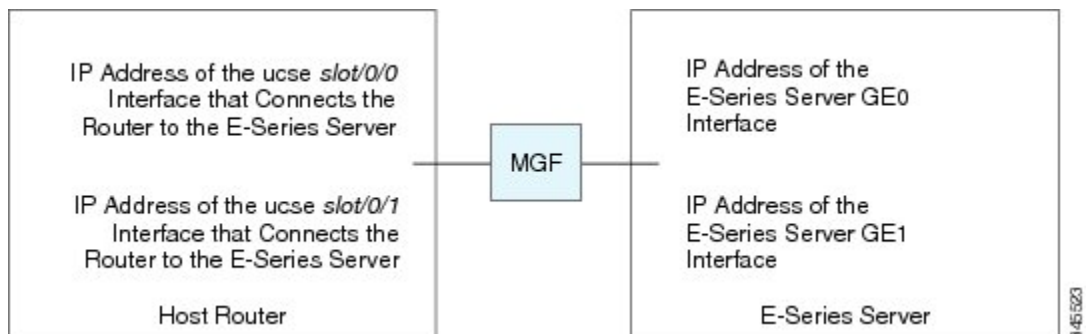 IP Address of the ucse slot/0/0
Interface that Connects the
Router to the E-Series Server
IP Address of the ucse slot/0/1
Interface that Connects the
Router to the E-Series Server
Host Router
MGF
IP Address of the
E-Series Server GE0
Interface
IP Address of the
E-Series Server GE1
Interface
E-Series Server